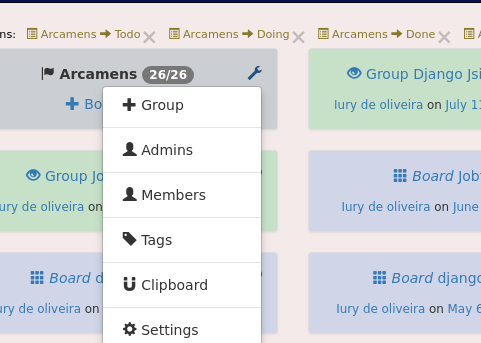 ns: Arcamens → Todo × Arcamens → Doing × Arcamens → Done ×
Arcamens 26/26
Group Django Jsi
Bo
Iury de oliveira on July 11
Group
Admins
Group Jo
Board Job
Members
ury de oliveira on
Iury de oliveira on June
Tags
Board d
Board django
Clipboard
ury de oliveira on
Iury de oliveira on May 6
Settings